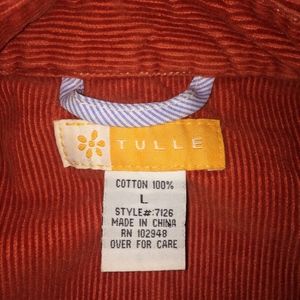 TULLE
COTTON 100%
L
STYLE#:7126
MADE IN CHINA
RN 102948
OVER FOR CARE